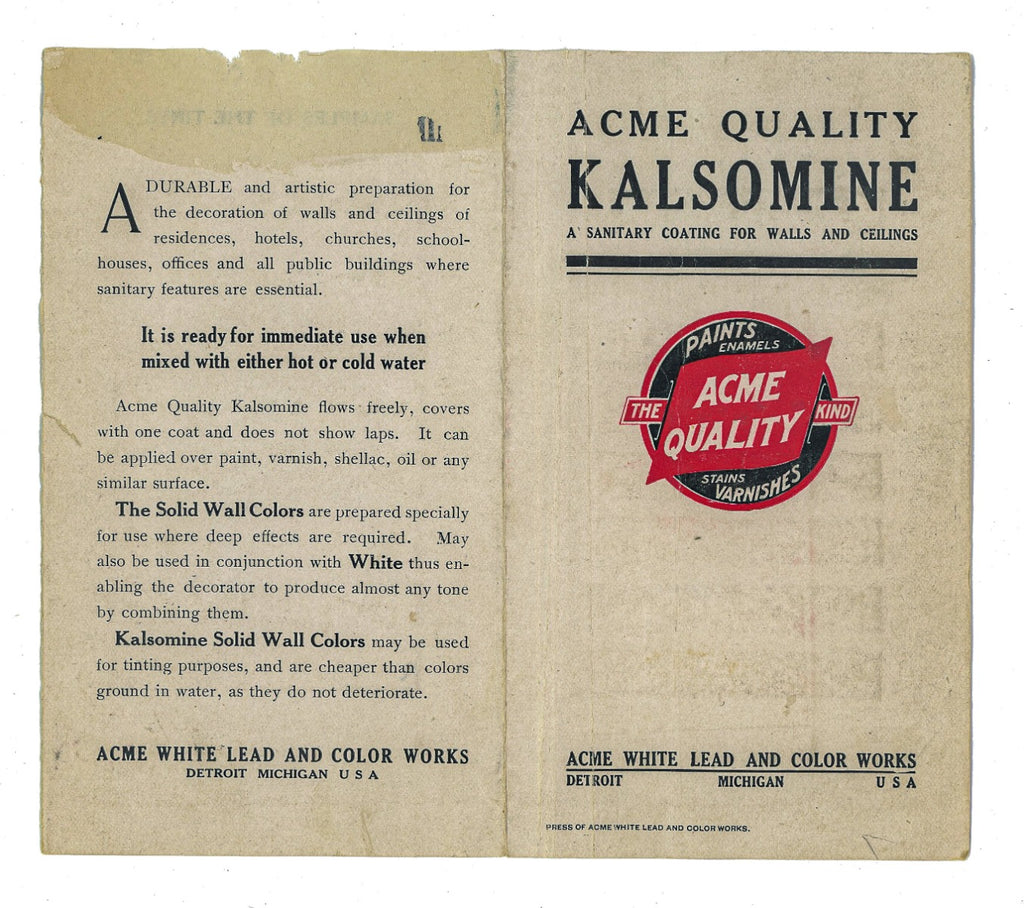 A DURABLE and artistic preparation for
the decoration of walls and ceilings of
residences, hotels, churches, school-
houses, offices and all public buildings where
sanitary features are essential.
It is ready for immediate use when
mixed with either hot or cold water
Acme Quality Kalsomine flows freely, covers
with one coat and does not show laps. It can
be applied over paint, varnish, shellac, oil or any
similar surface.
The Solid Wall Colors are prepared specially
for use where deep effects are required. May
also be used in conjunction with White thus en-
abling the decorator to produce almost any tone
by combining them.
Kalsomine Solid Wall Colors may be used
for tinting purposes, and are cheaper than colors
ground in water, as they do not deteriorate.
ACME WHITE LEAD AND COLOR WORKS
DETROIT MICHIGAN U S A
ACME QUALITY
KALSOMINE
A SANITARY COATING FOR WALLS AND CEILINGS
PAINTS
ENAMELS
THE ACME QUALITY KIND
STAINS
VARNISHES
ACME WHITE LEAD AND COLOR WORKS
DETROIT MICHIGAN U S A
PRESS OF ACME WHITE LEAD AND COLOR WORKS.